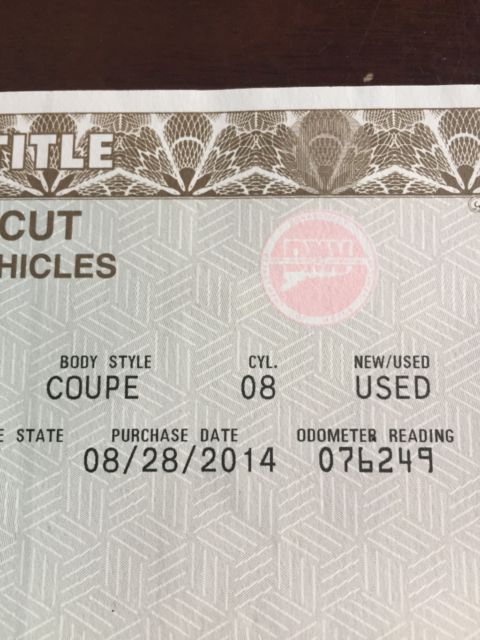 TITLE
CUT
HICLES
DMV
BODY STYLE CYL. NEW/USED
COUPE 08 USED
E STATE PURCHASE DATE ODOMETER READING
08/28/2014 076249